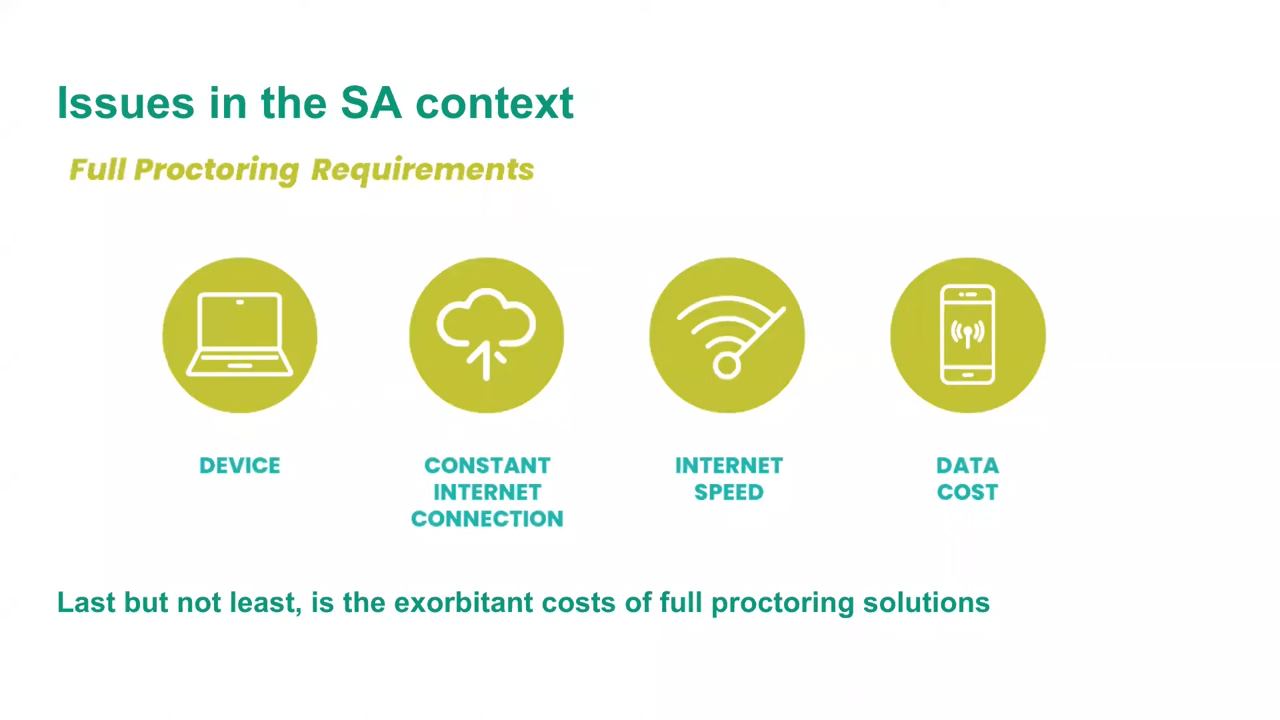 Issues in the SA context
Full Proctoring Requirements
DEVICE
CONSTANT
INTERNET
CONNECTION
INTERNET
SPEED
DATA
COST
Last but not least, is the exorbitant costs of full proctoring solutions